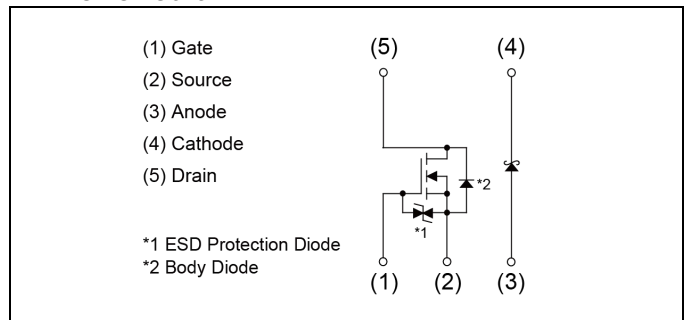 (1) Gate
(2) Source
(3) Anode
(4) Cathode
(5) Drain
*1 ESD Protection Diode
*2 Body Diode
(5) (4)
*2
*1
(1) (2) (3)